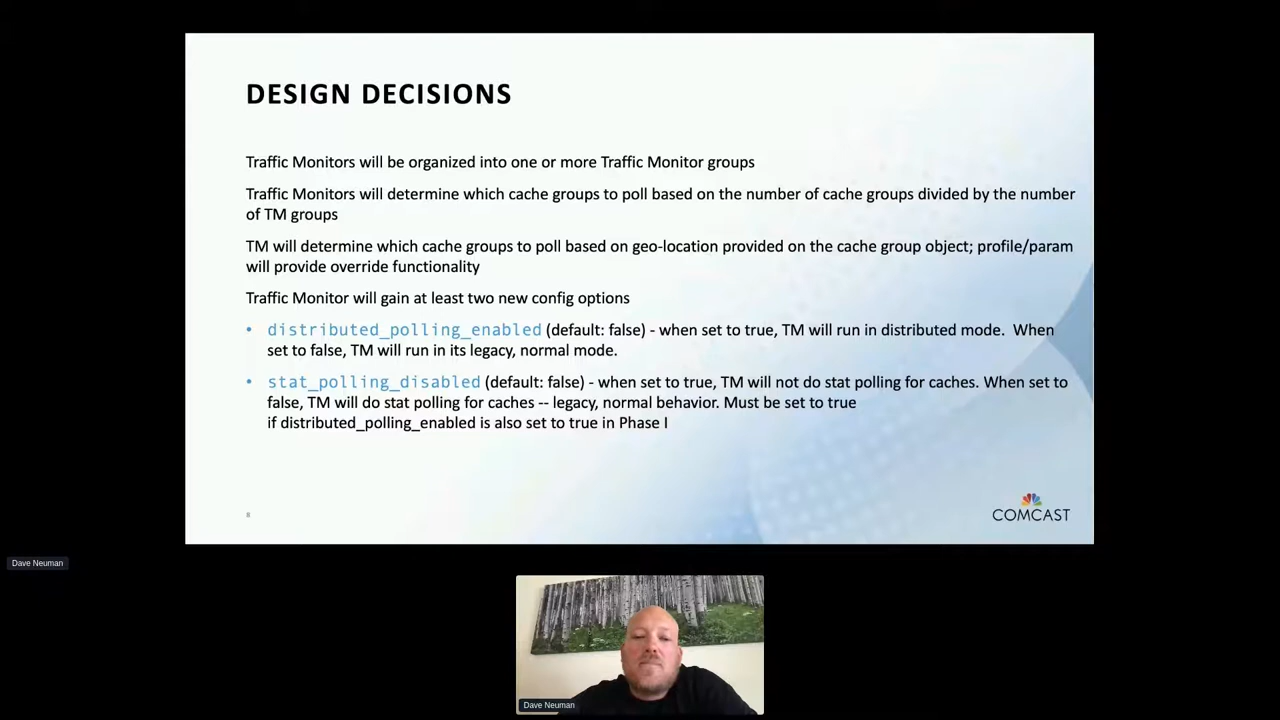 DESIGN DECISIONS
Traffic Monitors will be organized into one or more Traffic Monitor groups
Traffic Monitors will determine which cache groups to poll based on the number of cache groups divided by the number
of TM groups
TM will determine which cache groups to poll based on geo-location provided on the cache group object; profile/param
will provide override functionality
Traffic Monitor will gain at least two new config options
• distributed_polling_enabled (default: false) - when set to true, TM will run in distributed mode.  When
set to false, TM will run in its legacy, normal mode.
• stat_polling_disabled (default: false) - when set to true, TM will not do stat polling for caches. When set to
false, TM will do stat polling for caches -- legacy, normal behavior. Must be set to true
if distributed_polling_enabled is also set to true in Phase I
COMCAST
Dave Neuman
Dave Neuman